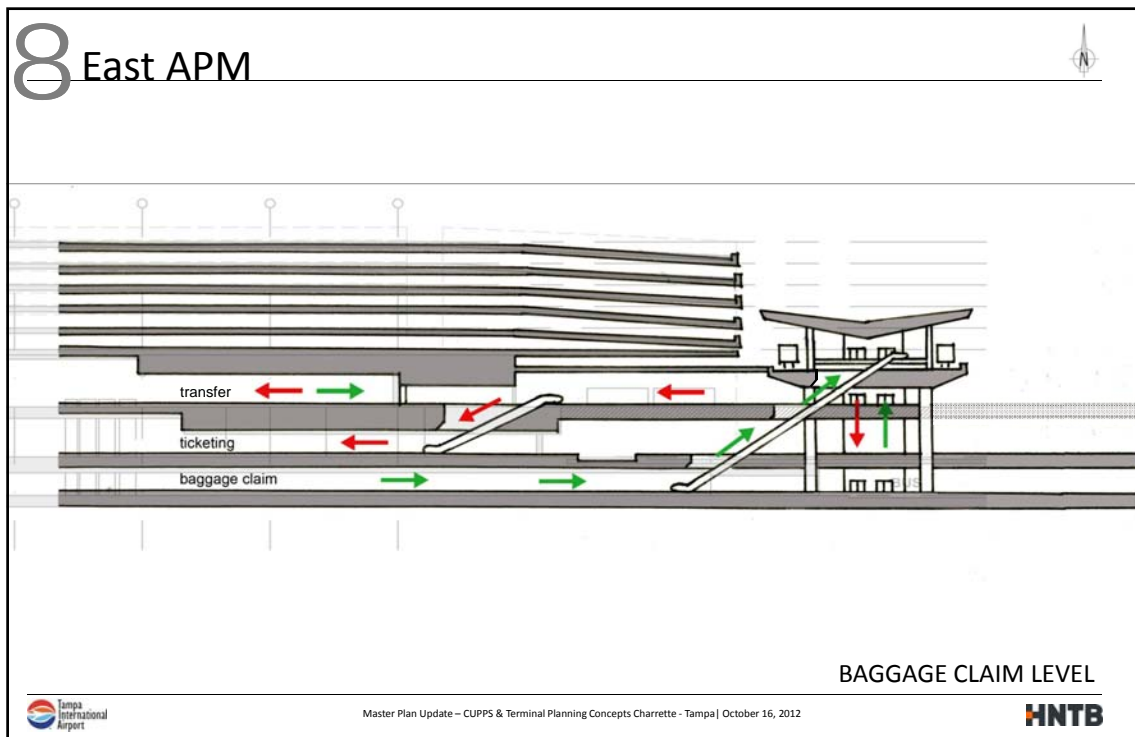 8 East APM
N
transfer
ticketing
baggage claim
BUS
BAGGAGE CLAIM LEVEL
Tampa
International
Airport
Master Plan Update – CUPPS & Terminal Planning Concepts Charrette - Tampa| October 16, 2012
HNTB